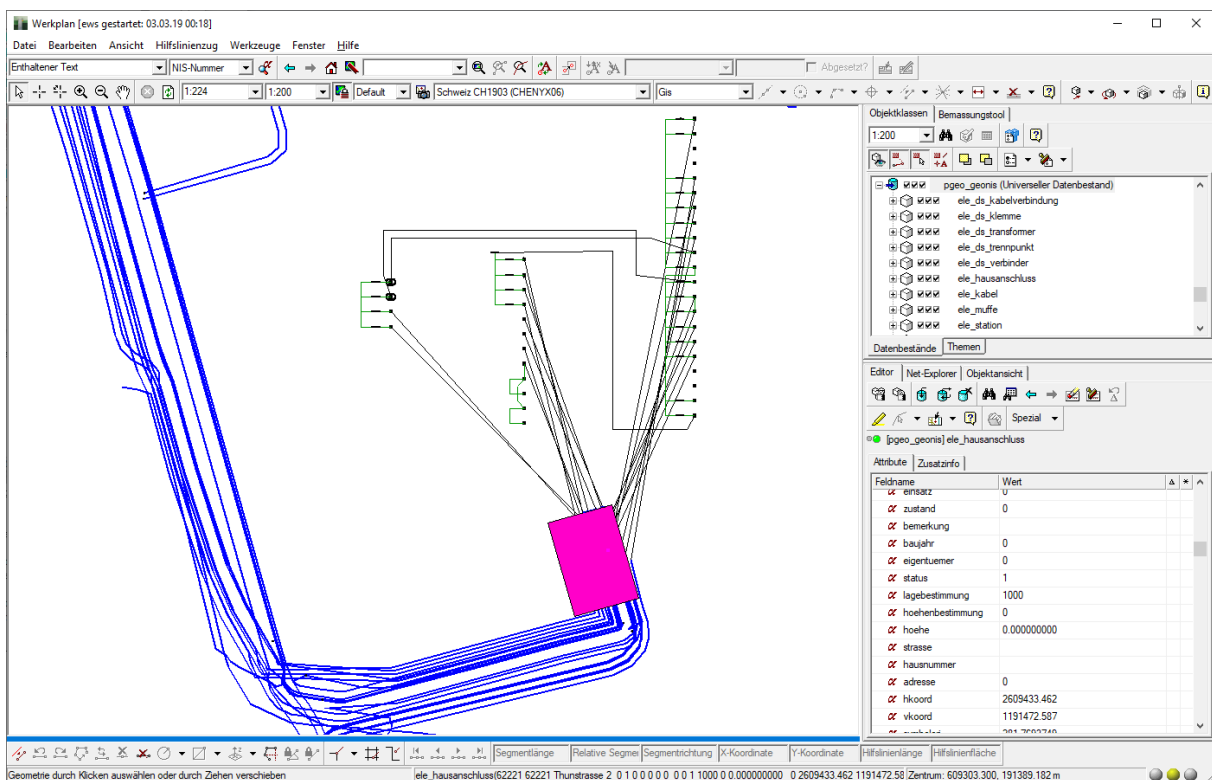 Werkplan [ews gestartet: 03.03.19 00:18]
Datei Bearbeiten Ansicht Hilfslinienzug Werkzeuge Fenster Hilfe
Enthaltener Text NIS-Nummer Abgesetzt?
1:224 1:200 Default Schweiz CH1903 (CHENYX06) Gis
Objektklassen Bemassungstool
1:200
pgeo_geonis (Universeller Datenbestand)
ele_ds_kabelverbindung
ele_ds_klemme
ele_ds_transformer
ele_ds_trennpunkt
ele_ds_verbinder
ele_hausanschluss
ele_kabel
ele_muffe
ele_station
Datenbestände Themen
Editor Net-Explorer Objektansicht
Spezial
[pgeo_geonis] ele_hausanschluss
Attribute Zusatzinfo
Feldname Wert
einsatz 0
zustand 0
bemerkung
baujahr 0
eigentuemer 0
status 1
lagebestimmung 1000
hoehenbestimmung 0
hoehe 0.000000000
strasse
hausnummer
adresse 0
hkoord 2609433.462
vkoord 1191472.587
Segmentlänge Relative Segmen Segmentrichtung X-Koordinate Y-Koordinate Hilfslinienlänge Hilfslinienfläche
Geometrie durch Klicken auswählen oder durch Ziehen verschieben ele_hausanschluss(62221 62221 Thunstrasse 2 0 1 0 0 0 0 0 0 1 1000 0 0.000000000 0 2609433.462 1191472.58 Zentrum: 609303.300, 191389.182 m